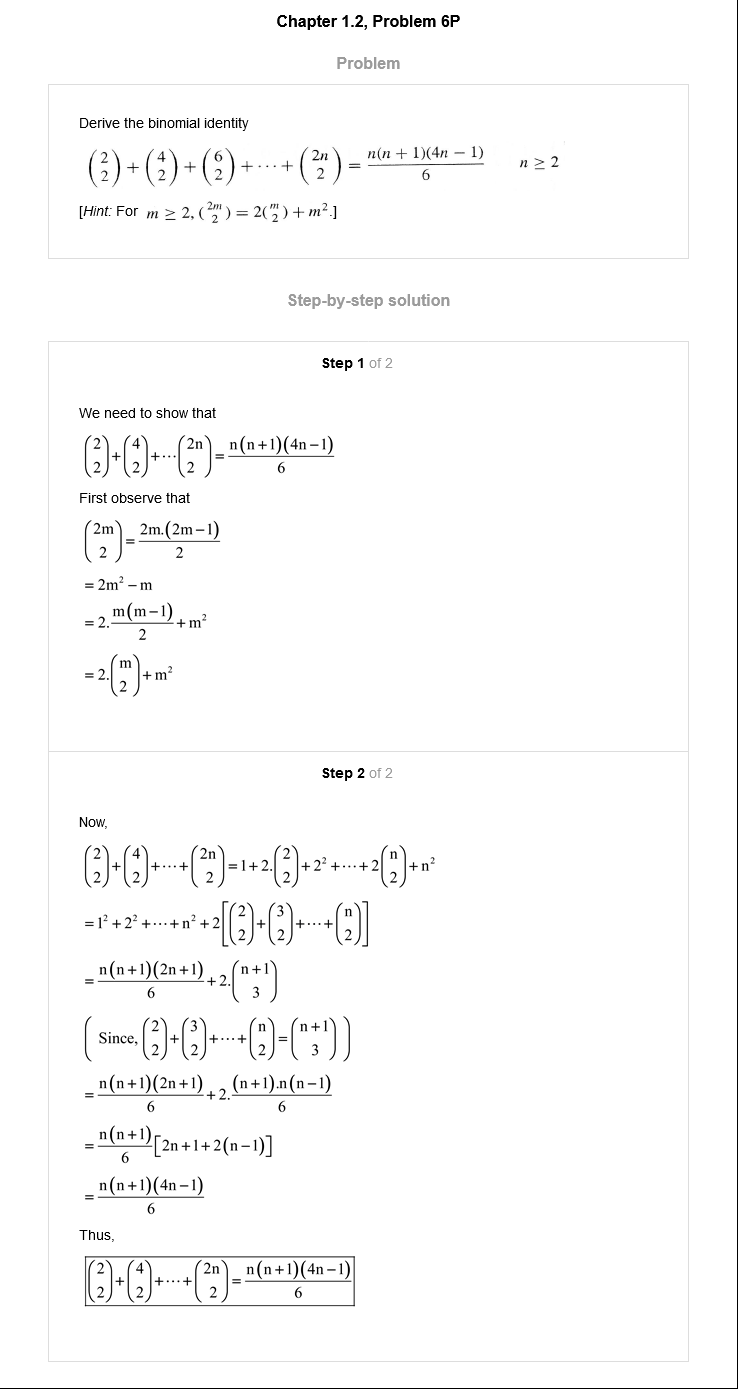 Chapter 1.2, Problem 6P
Problem
Derive the binomial identity
$\binom{2}{2} + \binom{4}{2} + \binom{6}{2} + \cdots + \binom{2n}{2} = \frac{n(n + 1)(4n - 1)}{6} \quad n \geq 2$
[Hint: For $m \geq 2, \binom{2m}{2} = 2\binom{m}{2} + m^2$.]
Step-by-step solution
Step 1 of 2
We need to show that
$\binom{2}{2} + \binom{4}{2} + \cdots \binom{2n}{2} = \frac{n(n+1)(4n-1)}{6}$
First observe that
$\binom{2m}{2} = \frac{2m.(2m-1)}{2}$
$= 2m^2 - m$
$= 2.\frac{m(m-1)}{2} + m^2$
$= 2.\binom{m}{2} + m^2$
Step 2 of 2
Now,
$\binom{2}{2} + \binom{4}{2} + \cdots + \binom{2n}{2} = 1 + 2.\binom{2}{2} + 2^2 + \cdots + 2\binom{n}{2} + n^2$
$= 1^2 + 2^2 + \cdots + n^2 + 2\left[\binom{2}{2} + \binom{3}{2} + \cdots + \binom{n}{2}\right]$
$= \frac{n(n+1)(2n+1)}{6} + 2.\binom{n+1}{3}$
$\left( \text{Since, } \binom{2}{2} + \binom{3}{2} + \cdots + \binom{n}{2} = \binom{n+1}{3} \right)$
$= \frac{n(n+1)(2n+1)}{6} + 2.\frac{(n+1).n(n-1)}{6}$
$= \frac{n(n+1)}{6}[2n+1+2(n-1)]$
$= \frac{n(n+1)(4n-1)}{6}$
Thus,
$\boxed{\binom{2}{2} + \binom{4}{2} + \cdots + \binom{2n}{2} = \frac{n(n+1)(4n-1)}{6}}$